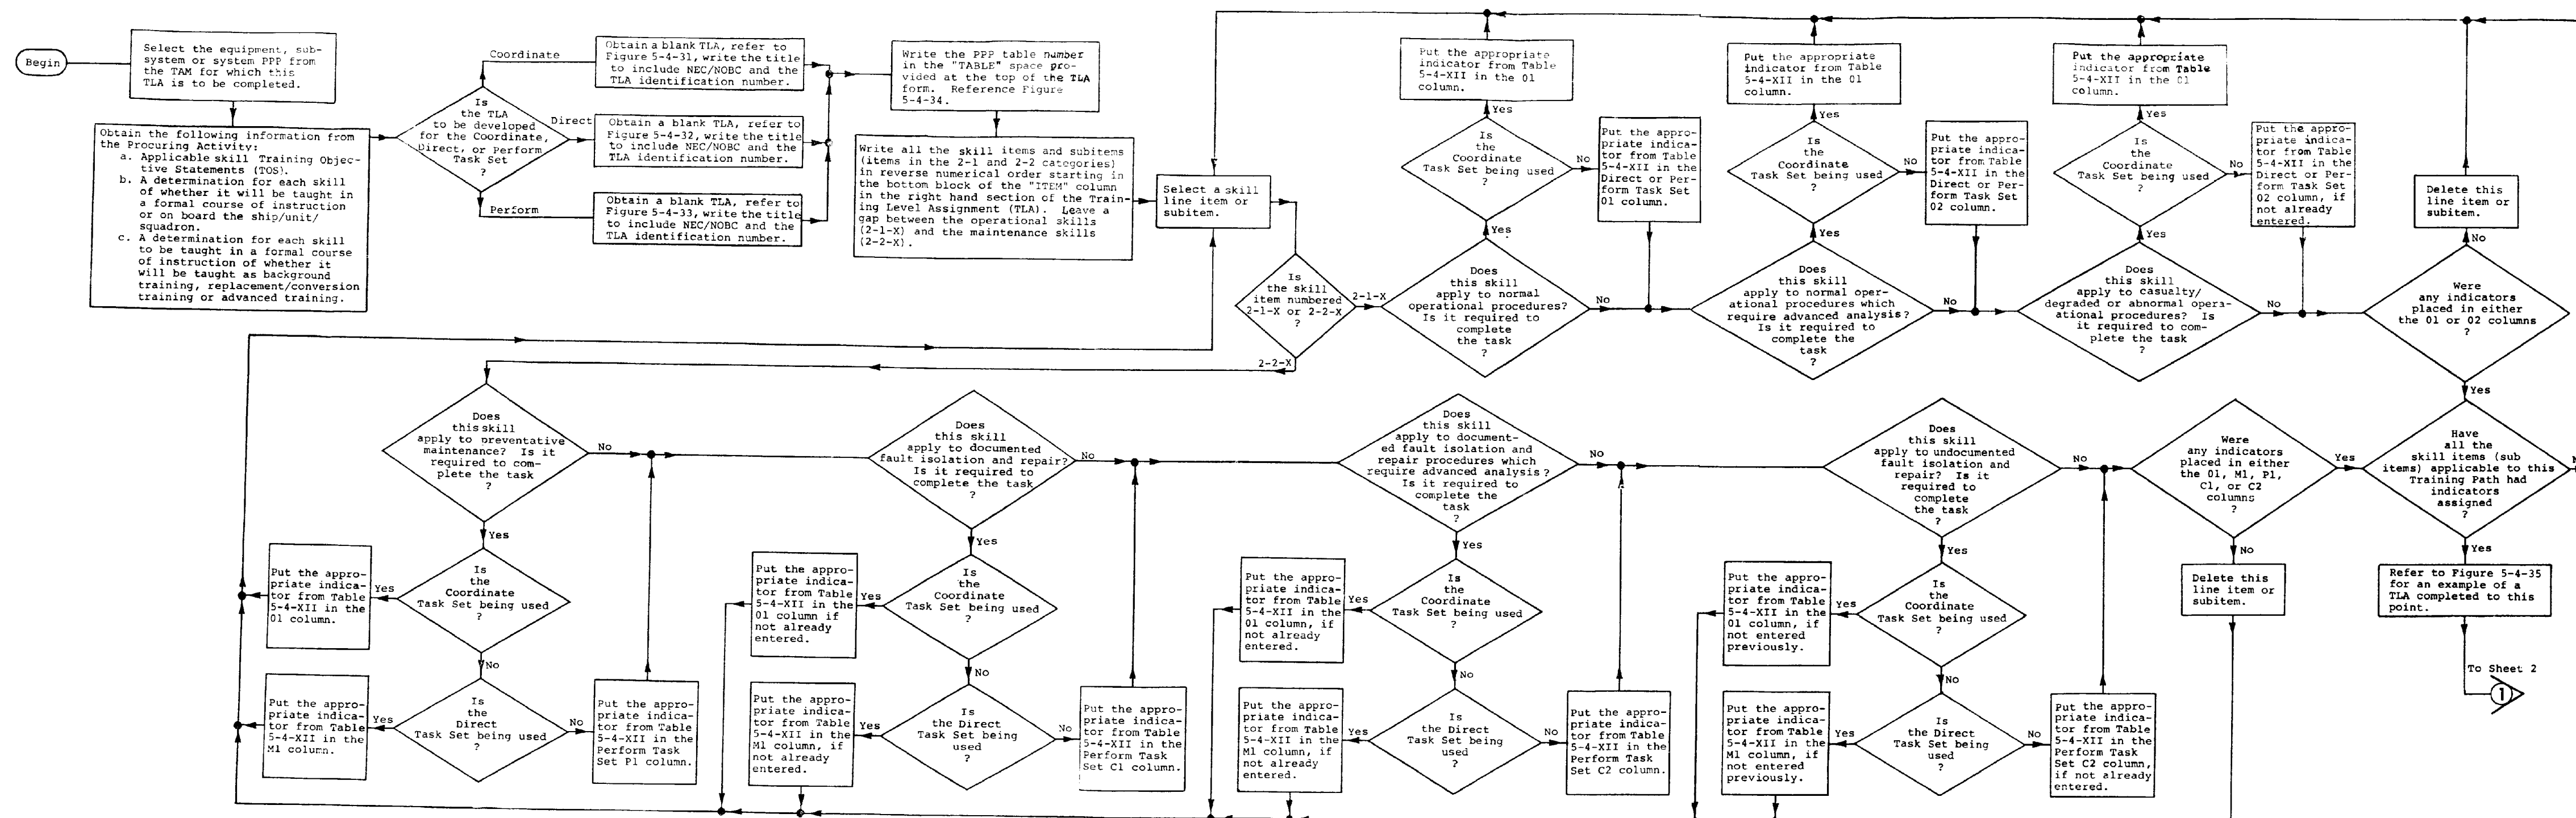 Begin
Select the equipment, sub-
system or system PPP from
the TAM for which this
TLA is to be completed.
Obtain the following information from
the Procuring Activity:
a. Applicable skill Training Objec-
tive Statements (TOS).
b. A determination for each skill
of whether it will be taught in
a formal course of instruction
or on board the ship/unit/
squadron.
c. A determination for each skill
to be taught in a formal course
of instruction of whether it
will be taught as background
training, replacement/conversion
training or advanced training.
Is
the TLA
to be developed
for the Coordinate,
Direct, or Perform
Task Set
?
Coordinate
Direct
Perform
Obtain a blank TLA, refer to
Figure 5-4-31, write the title
to include NEC/NOBC and the
TLA identification number.
Obtain a blank TLA, refer to
Figure 5-4-32, write the title
to include NEC/NOBC and the
TLA identification number.
Obtain a blank TLA, refer to
Figure 5-4-33, write the title
to include NEC/NOBC and the
TLA identification number.
Write the PPP table number
in the "TABLE" space pro-
vided at the top of the TLA
form. Reference Figure
5-4-34.
Write all the skill items and subitems
(items in the 2-1 and 2-2 categories)
in reverse numerical order starting in
the bottom block of the "ITEM" column
in the right hand section of the Train-
ing Level Assignment (TLA). Leave a
gap between the operational skills
(2-1-X) and the maintenance skills
(2-2-X).
Select a skill
line item or
subitem.
Is
the skill
item numbered
2-1-X or 2-2-X
?
2-1-X
2-2-X
Put the appropriate
indicator from Table
5-4-XII in the 01
column.
Yes
Is
the
Coordinate
Task Set being used
?
No
Put the appro-
priate indica-
tor from Table
5-4-XII in the
Direct or Per-
form Task Set
01 column.
Yes
Does
this skill
apply to normal
operational procedures?
Is it required to
complete
the task
?
No
Put the appropriate
indicator from Table
5-4-XII in the 01
column.
Yes
Is
the
Coordinate
Task Set being used
?
No
Put the appro-
priate indica-
tor from Table
5-4-XII in the
Direct or Per-
form Task Set
02 column.
Yes
Does
this skill
apply to normal oper-
ational procedures which
require advanced analysis?
Is it required to
complete the
task
?
No
Put the appropriate
indicator from Table
5-4-XII in the 01
column.
Yes
Is
the
Coordinate
Task Set being used
?
No
Put the appro-
priate indica-
tor from Table
5-4-XII in the
Direct or Per-
form Task Set
02 column, if
not already
entered.
Yes
Does
this skill
apply to casualty/
degraded or abnormal opera-
ational procedures? Is
it required to com-
plete the task
?
No
Delete this
line item or
subitem.
No
Were
any indicators
placed in either
the 01 or 02 columns
?
Yes
Does
this skill
apply to preventative
maintenance? Is it
required to com-
plete the task
?
No
Yes
Put the appro-
priate indica-
tor from Table
5-4-XII in the
01 column.
Yes
Is
the
Coordinate
Task Set being used
?
No
Put the appro-
priate indica-
tor from Table
5-4-XII in the
M1 column.
Yes
Is
the
Direct
Task Set being used
?
No
Put the appro-
priate indica-
tor from Table
5-4-XII in the
Perform Task
Set P1 column.
Does
this skill
apply to documented
fault isolation and repair?
Is it required to
complete the task
?
No
Yes
Put the appro-
priate indica-
tor from Table
5-4-XII in the
01 column if
not already
entered.
Yes
Is
the
Coordinate
Task Set being used
?
No
Put the appro-
priate indica-
tor from Table
5-4-XII in the
M1 column, if
not already
entered.
Yes
Is
the Direct
Task Set being
used
?
No
Put the appro-
priate indica-
tor from Table
5-4-XII in the
Perform Task
Set C1 column.
Does
this skill
apply to document-
ed fault isolation and
repair procedures which
require advanced analysis?
Is it required to
complete the
task
?
No
Yes
Put the appro-
priate indica-
tor from Table
5-4-XII in the
01 column, if
not already
entered.
Yes
Is
the
Coordinate
Task Set being used
?
No
Put the appro-
priate indica-
tor from Table
5-4-XII in the
M1 column, if
not already
entered.
Yes
Is
the Direct
Task Set being
used
?
No
Put the appro-
priate indica-
tor from Table
5-4-XII in the
Perform Task
Set C2 column.
Does
this skill
apply to undocumented
fault isolation and
repair? Is it
required to
complete
the task
?
No
Yes
Put the appro-
priate indica-
tor from Table
5-4-XII in the
01 column, if
not entered
previously.
Yes
Is
the
Coordinate
Task Set being used
?
No
Put the appro-
priate indica-
tor from Table
5-4-XII in the
M1 column, if
not entered
previously.
Yes
Is
the Direct
Task Set being
used
?
No
Put the appro-
priate indica-
tor from Table
5-4-XII in the
Perform Task
Set C2 column,
if not already
entered.
Were
any indicators
placed in either
the 01, M1, P1,
C1, or C2
columns
?
Yes
No
Delete this
line item or
subitem.
Have
all the
skill items (sub
items) applicable to this
Training Path had
indicators
assigned
?
Yes
Refer to Figure 5-4-35
for an example of a
TLA completed to this
point.
To Sheet 2
1